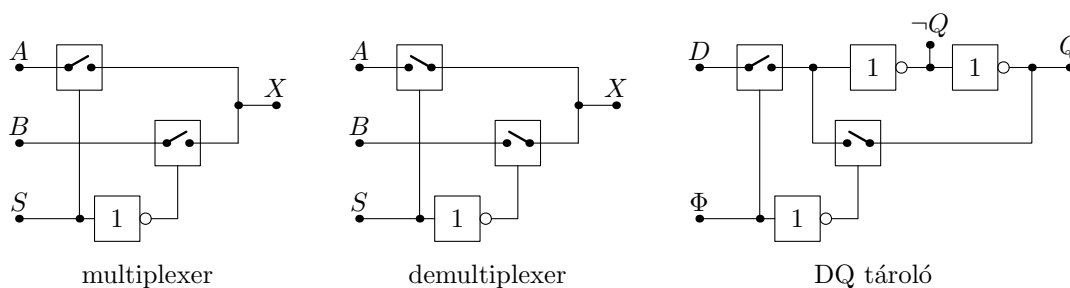 ¬Q
A A D 1 1 Q
X X
B B
S 1 S 1 Φ 1
multiplexer demultiplexer DQ tároló